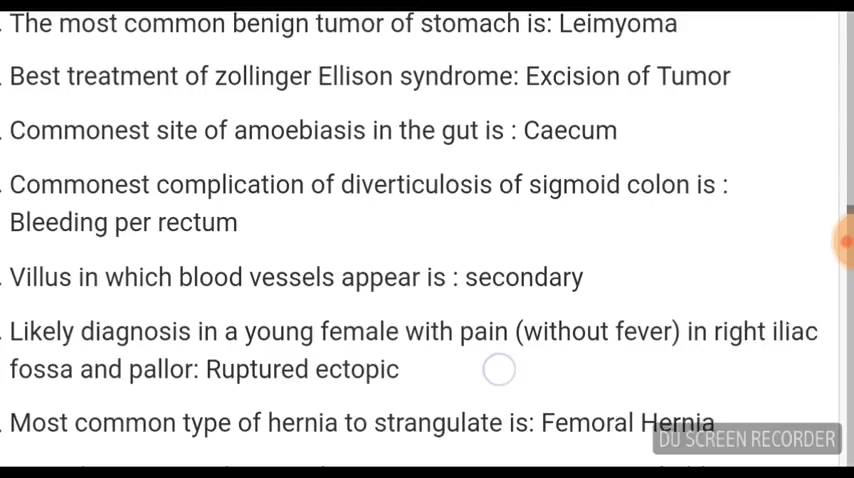 The most common benign tumor of stomach is: Leimyoma
Best treatment of zollinger Ellison syndrome: Excision of Tumor
Commonest site of amoebiasis in the gut is : Caecum
Commonest complication of diverticulosis of sigmoid colon is :
Bleeding per rectum
Villus in which blood vessels appear is : secondary
Likely diagnosis in a young female with pain (without fever) in right iliac
fossa and pallor: Ruptured ectopic
Most common type of hernia to strangulate is: Femoral Hernia
DU SCREEN RECORDER